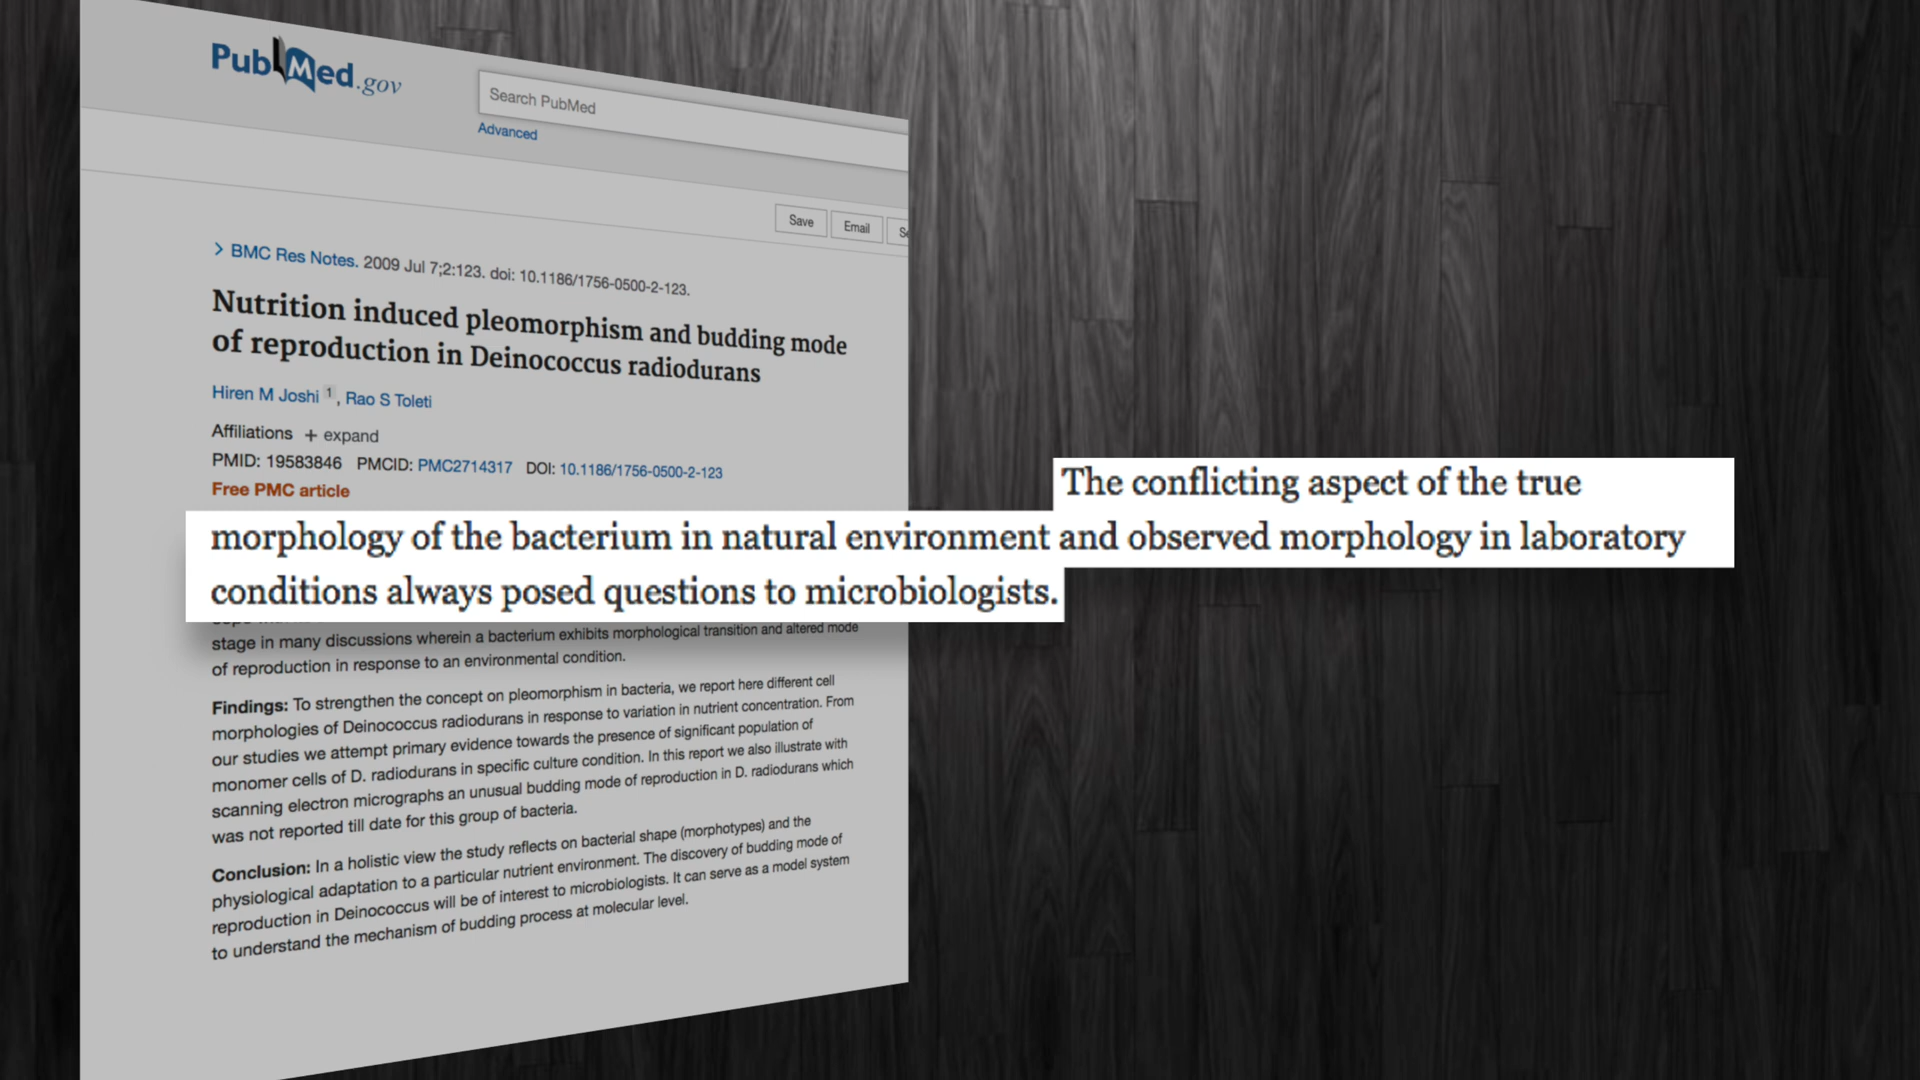 PubMed.gov
Search PubMed
Advanced
Save
Email
> BMC Res Notes. 2009 Jul 7;2:123. doi: 10.1186/1756-0500-2-123.
Nutrition induced pleomorphism and budding mode
of reproduction in Deinococcus radiodurans
Hiren M Joshi 1, Rao S Toleti
Affiliations + expand
PMID: 19583846 PMCID: PMC2714317 DOI: 10.1186/1756-0500-2-123
Free PMC article
The conflicting aspect of the true
morphology of the bacterium in natural environment and observed morphology in laboratory
conditions always posed questions to microbiologists.
stage in many discussions wherein a bacterium exhibits morphological transition and altered mode
of reproduction in response to an environmental condition.
Findings: To strengthen the concept on pleomorphism in bacteria, we report here different cell
morphologies of Deinococcus radiodurans in response to variation in nutrient concentration. From
our studies we attempt primary evidence towards the presence of significant population of
monomer cells of D. radiodurans in specific culture condition. In this report we also illustrate with
scanning electron micrographs an unusual budding mode of reproduction in D. radiodurans which
was not reported till date for this group of bacteria.
Conclusion: In a holistic view the study reflects on bacterial shape (morphotypes) and the
physiological adaptation to a particular nutrient environment. The discovery of budding mode of
reproduction in Deinococcus will be of interest to microbiologists. It can serve as a model system
to understand the mechanism of budding process at molecular level.